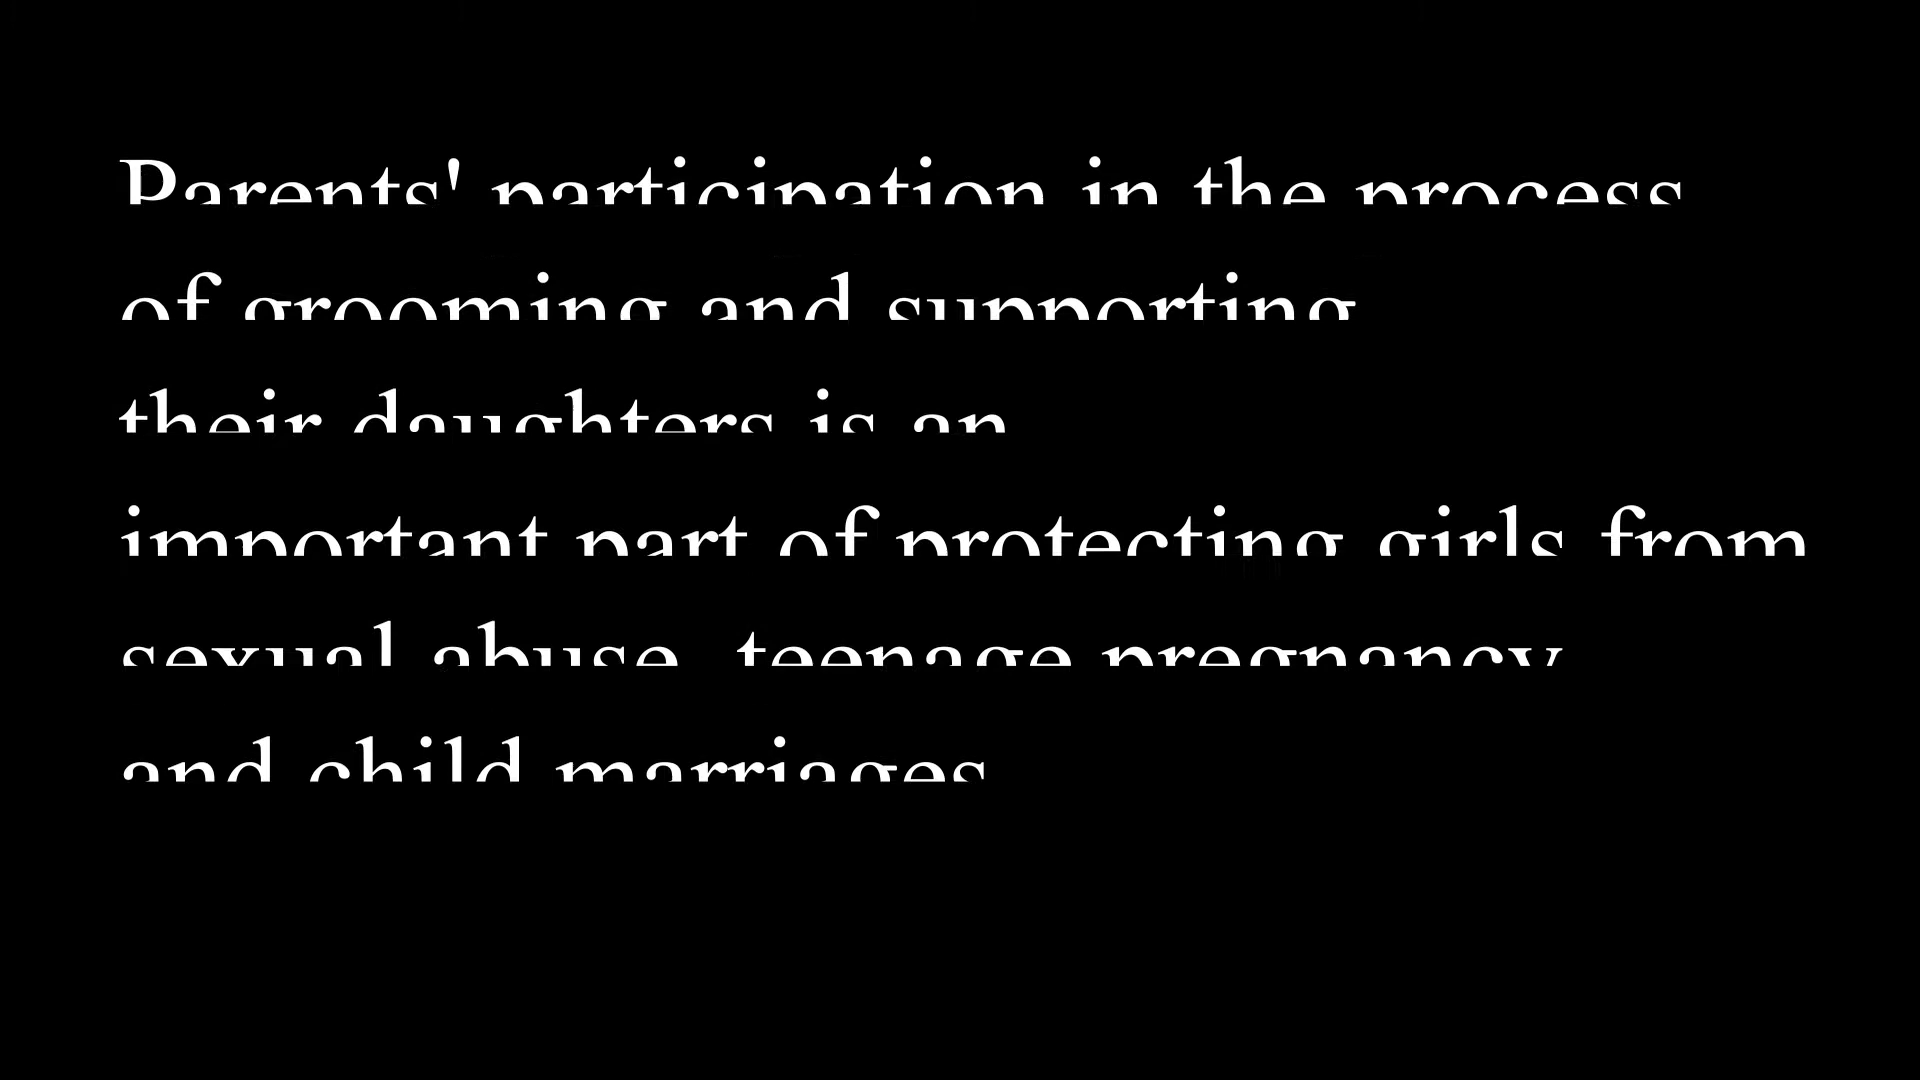 Parents' participation in the process
of grooming and supporting
their daughters is an
important part of protecting girls from
sexual abuse, teenage pregnancy
and child marriages